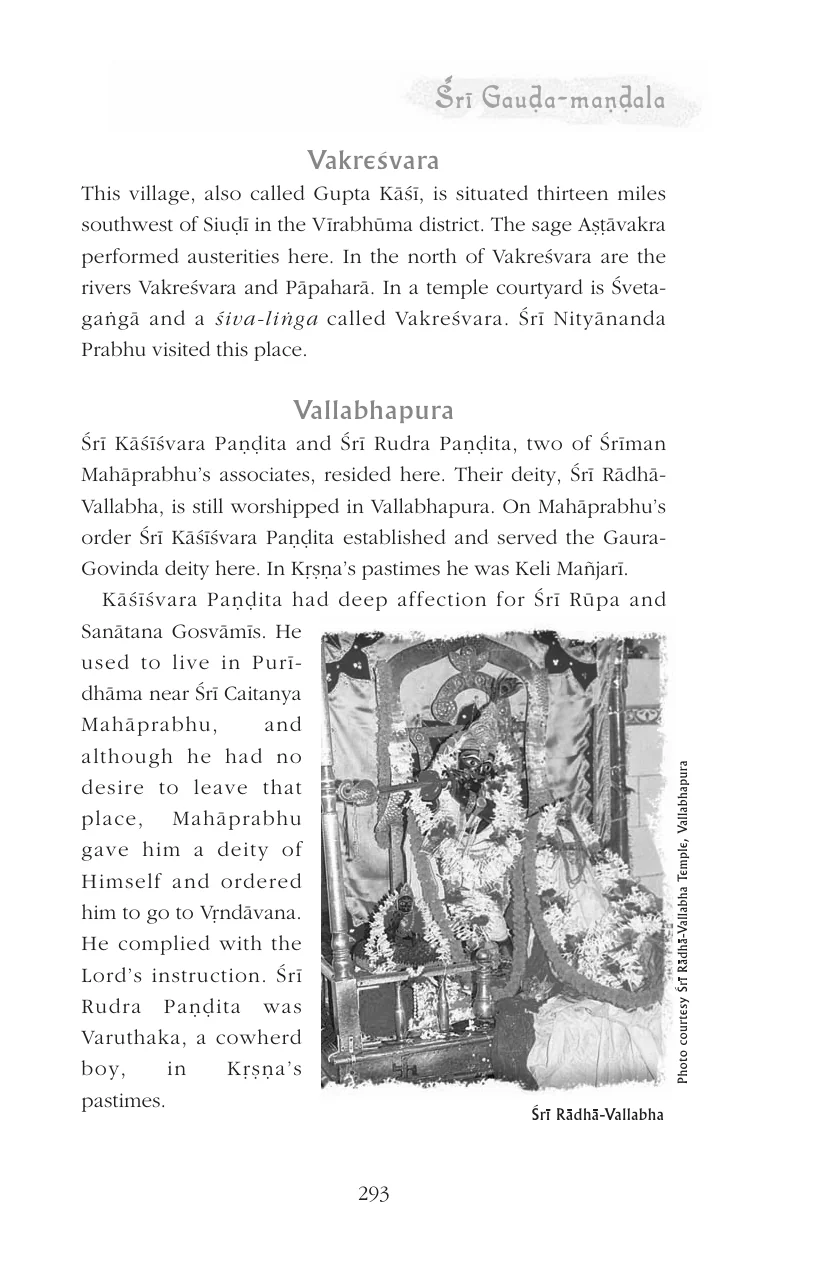 Śrī Gauḍa-maṇḍala
Vakreśvara
This village, also called Gupta Kāśī, is situated thirteen miles
southwest of Siuḍī in the Vīrabhūma district. The sage Aṣṭāvakra
performed austerities here. In the north of Vakreśvara are the
rivers Vakreśvara and Pāpaharā. In a temple courtyard is Śveta-
gaṅgā and a śiva-liṅga called Vakreśvara. Śrī Nityānanda
Prabhu visited this place.
Vallabhapura
Śrī Kāśīśvara Paṇḍita and Śrī Rudra Paṇḍita, two of Śrīman
Mahāprabhu’s associates, resided here. Their deity, Śrī Rādhā-
Vallabha, is still worshipped in Vallabhapura. On Mahāprabhu’s
order Śrī Kāśīśvara Paṇḍita established and served the Gaura-
Govinda deity here. In Kṛṣṇa’s pastimes he was Keli Mañjarī.
Kāśīśvara Paṇḍita had deep affection for Śrī Rūpa and
Sanātana Gosvāmīs. He
used to live in Purī-
dhāma near Śrī Caitanya
Mahāprabhu, and
although he had no
desire to leave that
place, Mahāprabhu
gave him a deity of
Himself and ordered
him to go to Vṛndāvana.
He complied with the
Lord’s instruction. Śrī
Rudra Paṇḍita was
Varuthaka, a cowherd
boy, in Kṛṣṇa’s
pastimes.
Photo courtesy Śrī Rādhā-Vallabha Temple, Vallabhapura
Śrī Rādhā-Vallabha
293